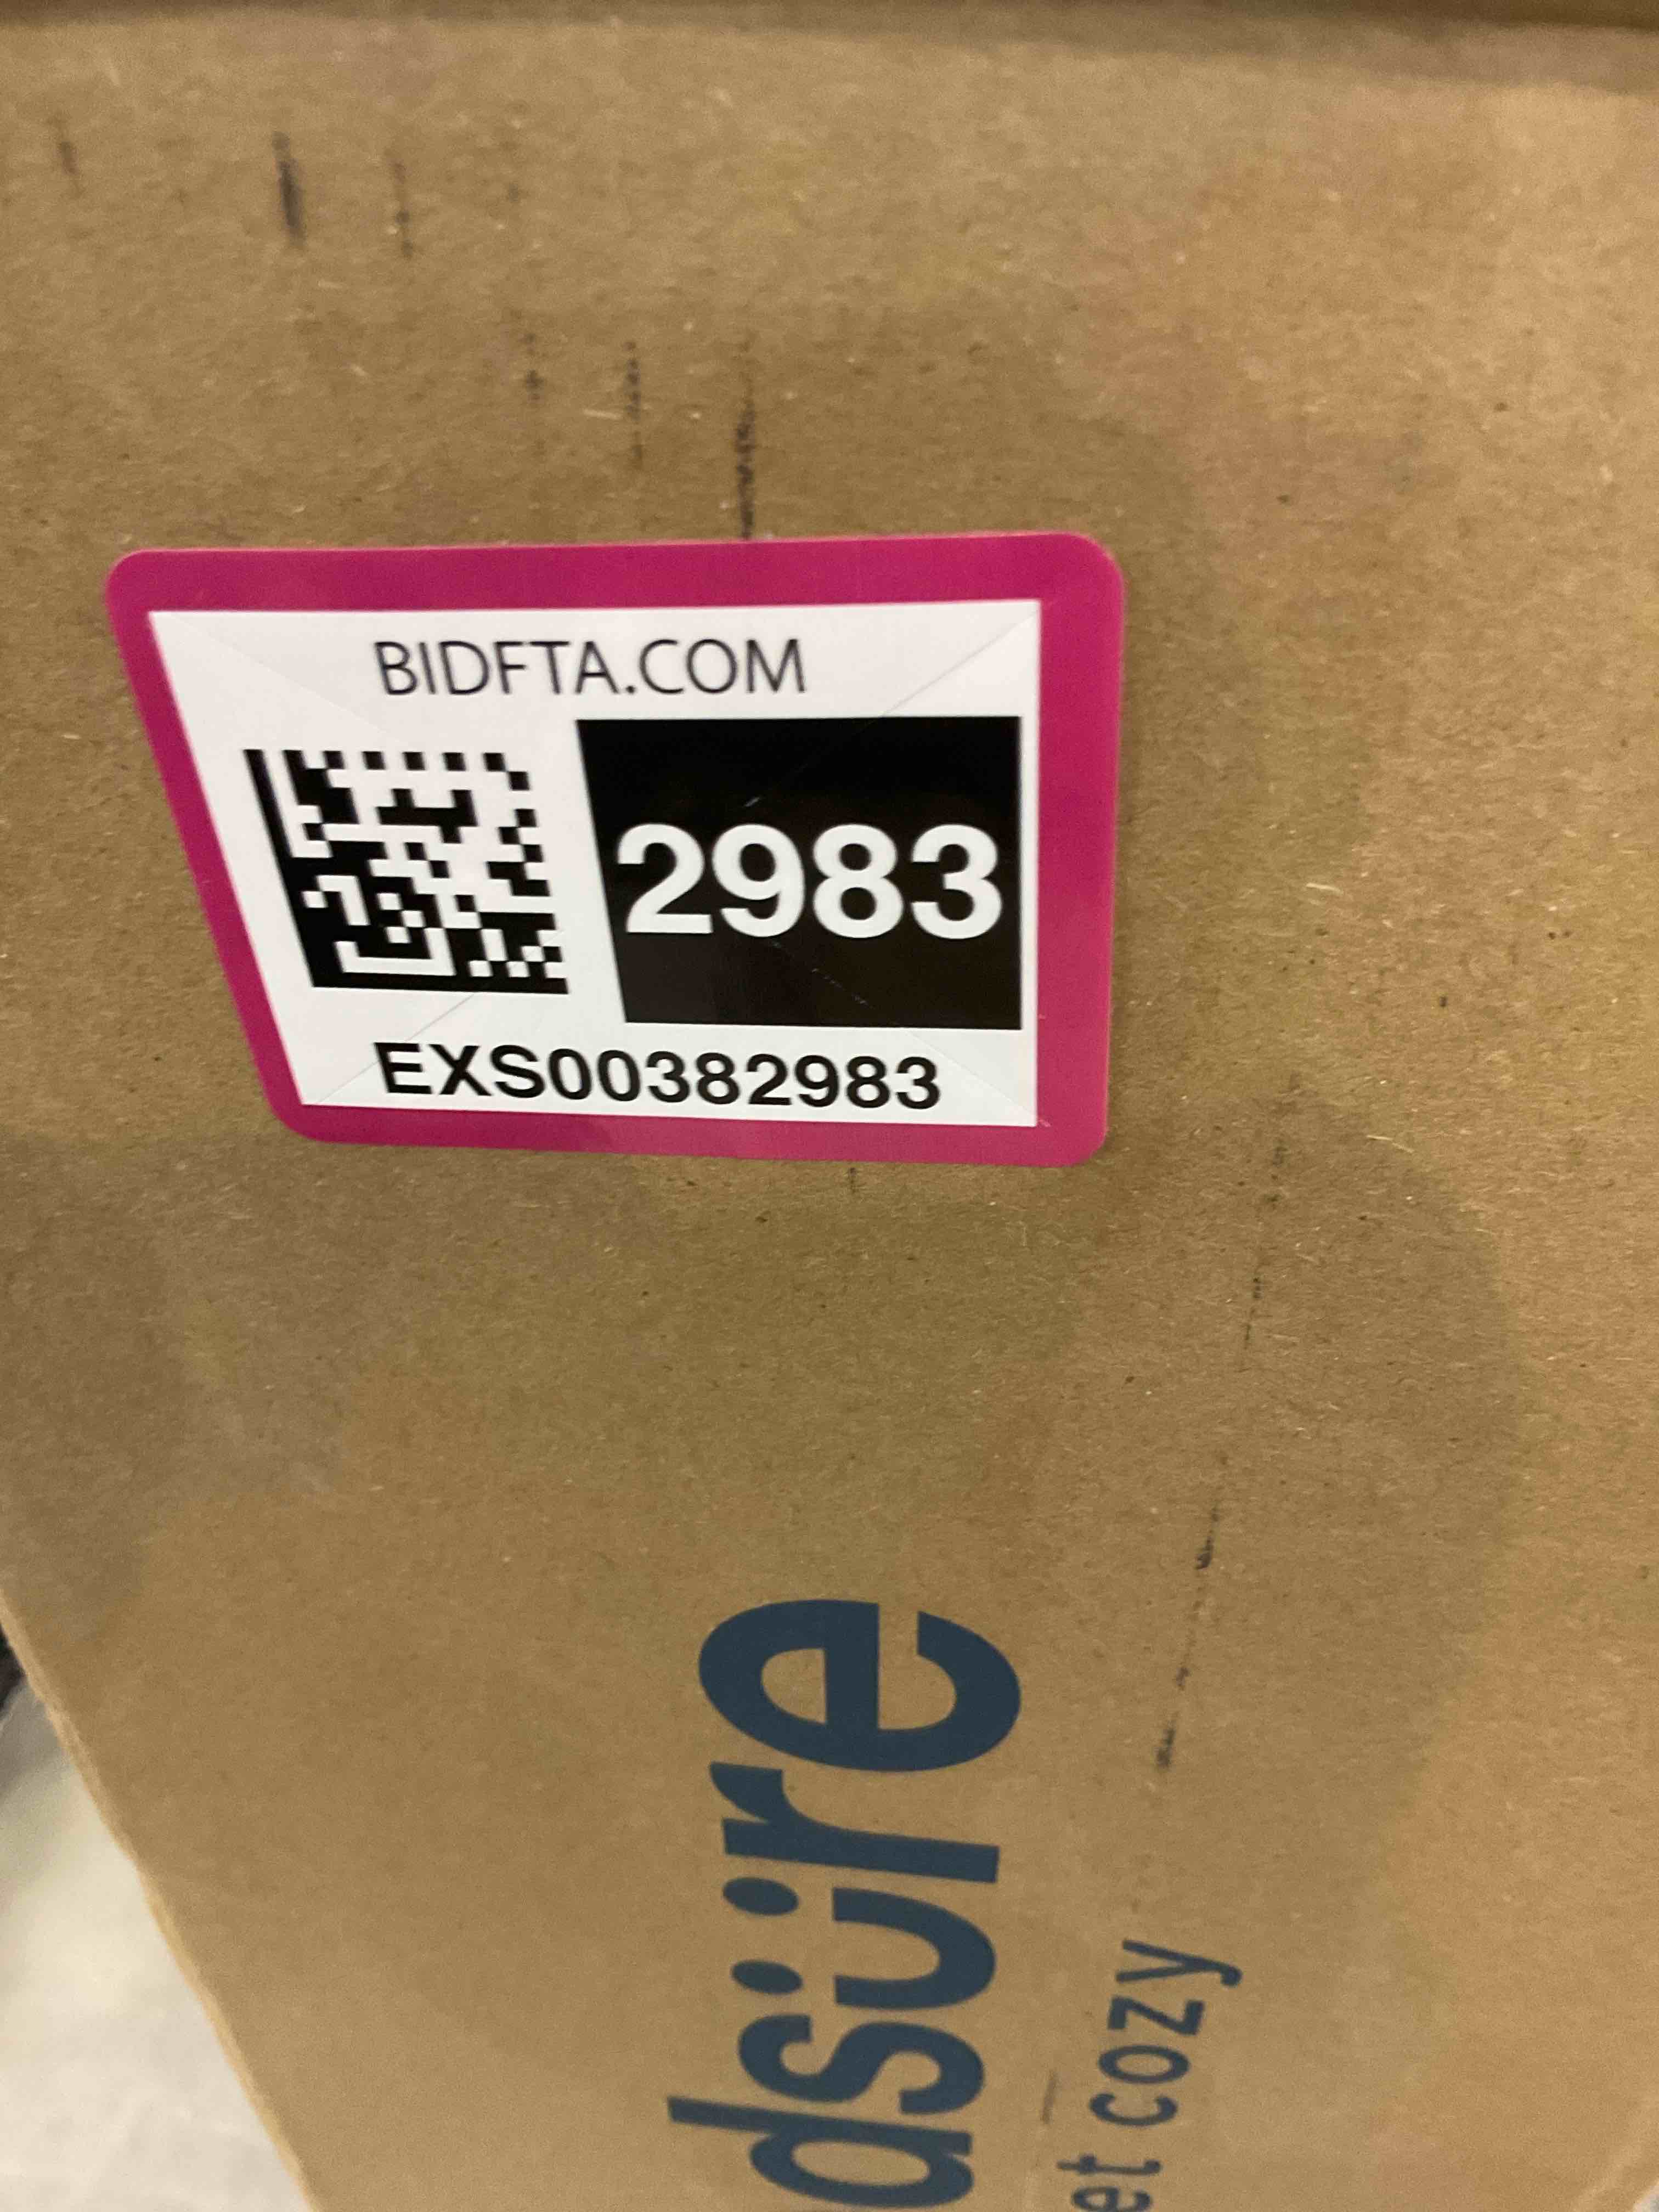 BIDFTA.COM
2983
EXS00382983
dsüre
et cozy